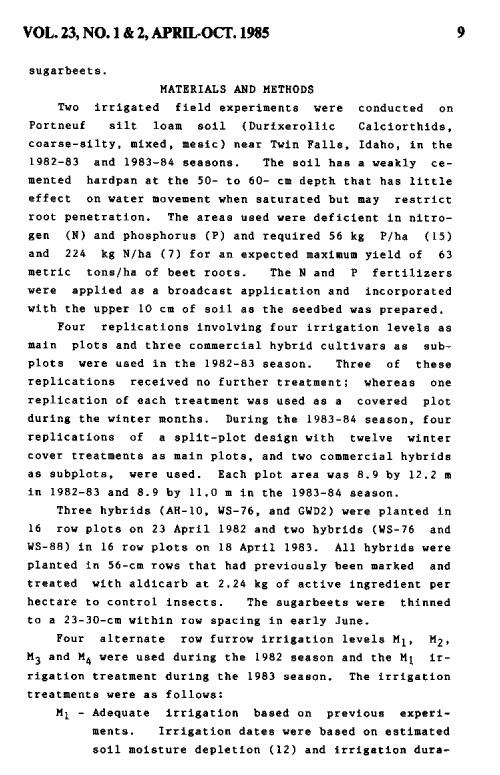 VOL. 23, NO. 1 & 2, APRIL-OCT. 1985 9
sugarbeets.
MATERIALS AND METHODS
Two irrigated field experiments were conducted on
Portneuf silt loam soil (Durixerollic Calciorthids,
coarse-silty, mixed, mesic) near Twin Falls, Idaho, in the
1982-83 and 1983-84 seasons. The soil has a weakly ce-
mented hardpan at the 50- to 60- cm depth that has little
effect on water movement when saturated but may restrict
root penetration. The areas used were deficient in nitro-
gen (N) and phosphorus (P) and required 56 kg P/ha (15)
and 224 kg N/ha (7) for an expected maximum yield of 63
metric tons/ha of beet roots. The N and P fertilizers
were applied as a broadcast application and incorporated
with the upper 10 cm of soil as the seedbed was prepared.
Four replications involving four irrigation levels as
main plots and three commercial hybrid cultivars as sub-
plots were used in the 1982-83 season. Three of these
replications received no further treatment; whereas one
replication of each treatment was used as a covered plot
during the winter months. During the 1983-84 season, four
replications of a split-plot design with twelve winter
cover treatments as main plots, and two commercial hybrids
as subplots, were used. Each plot area was 8.9 by 12.2 m
in 1982-83 and 8.9 by 11.0 m in the 1983-84 season.
Three hybrids (AH-10, WS-76, and GWD2) were planted in
16 row plots on 23 April 1982 and two hybrids (WS-76 and
WS-88) in 16 row plots on 18 April 1983. All hybrids were
planted in 56-cm rows that had previously been marked and
treated with aldicarb at 2.24 kg of active ingredient per
hectare to control insects. The sugarbeets were thinned
to a 23-30-cm within row spacing in early June.
Four alternate row furrow irrigation levels M₁, M₂,
M₃ and M₄ were used during the 1982 season and the M₁ ir-
rigation treatment during the 1983 season. The irrigation
treatments were as follows:
M₁ - Adequate irrigation based on previous experi-
ments. Irrigation dates were based on estimated
soil moisture depletion (12) and irrigation dura-